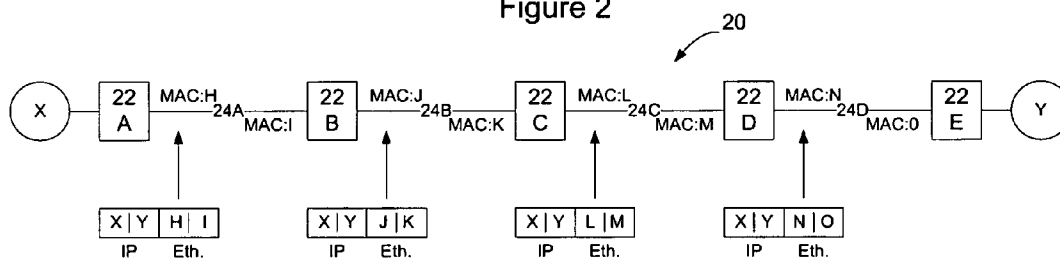 Figure 2
20
X
22
A
MAC:H
24A
MAC:I
22
B
MAC:J
24B
MAC:K
22
C
MAC:L
24C
MAC:M
22
D
MAC:N
24D
MAC:0
22
E
Y
X|Y H|I
IP Eth.
X|Y J|K
IP Eth.
X|Y L|M
IP Eth.
X|Y N|O
IP Eth.